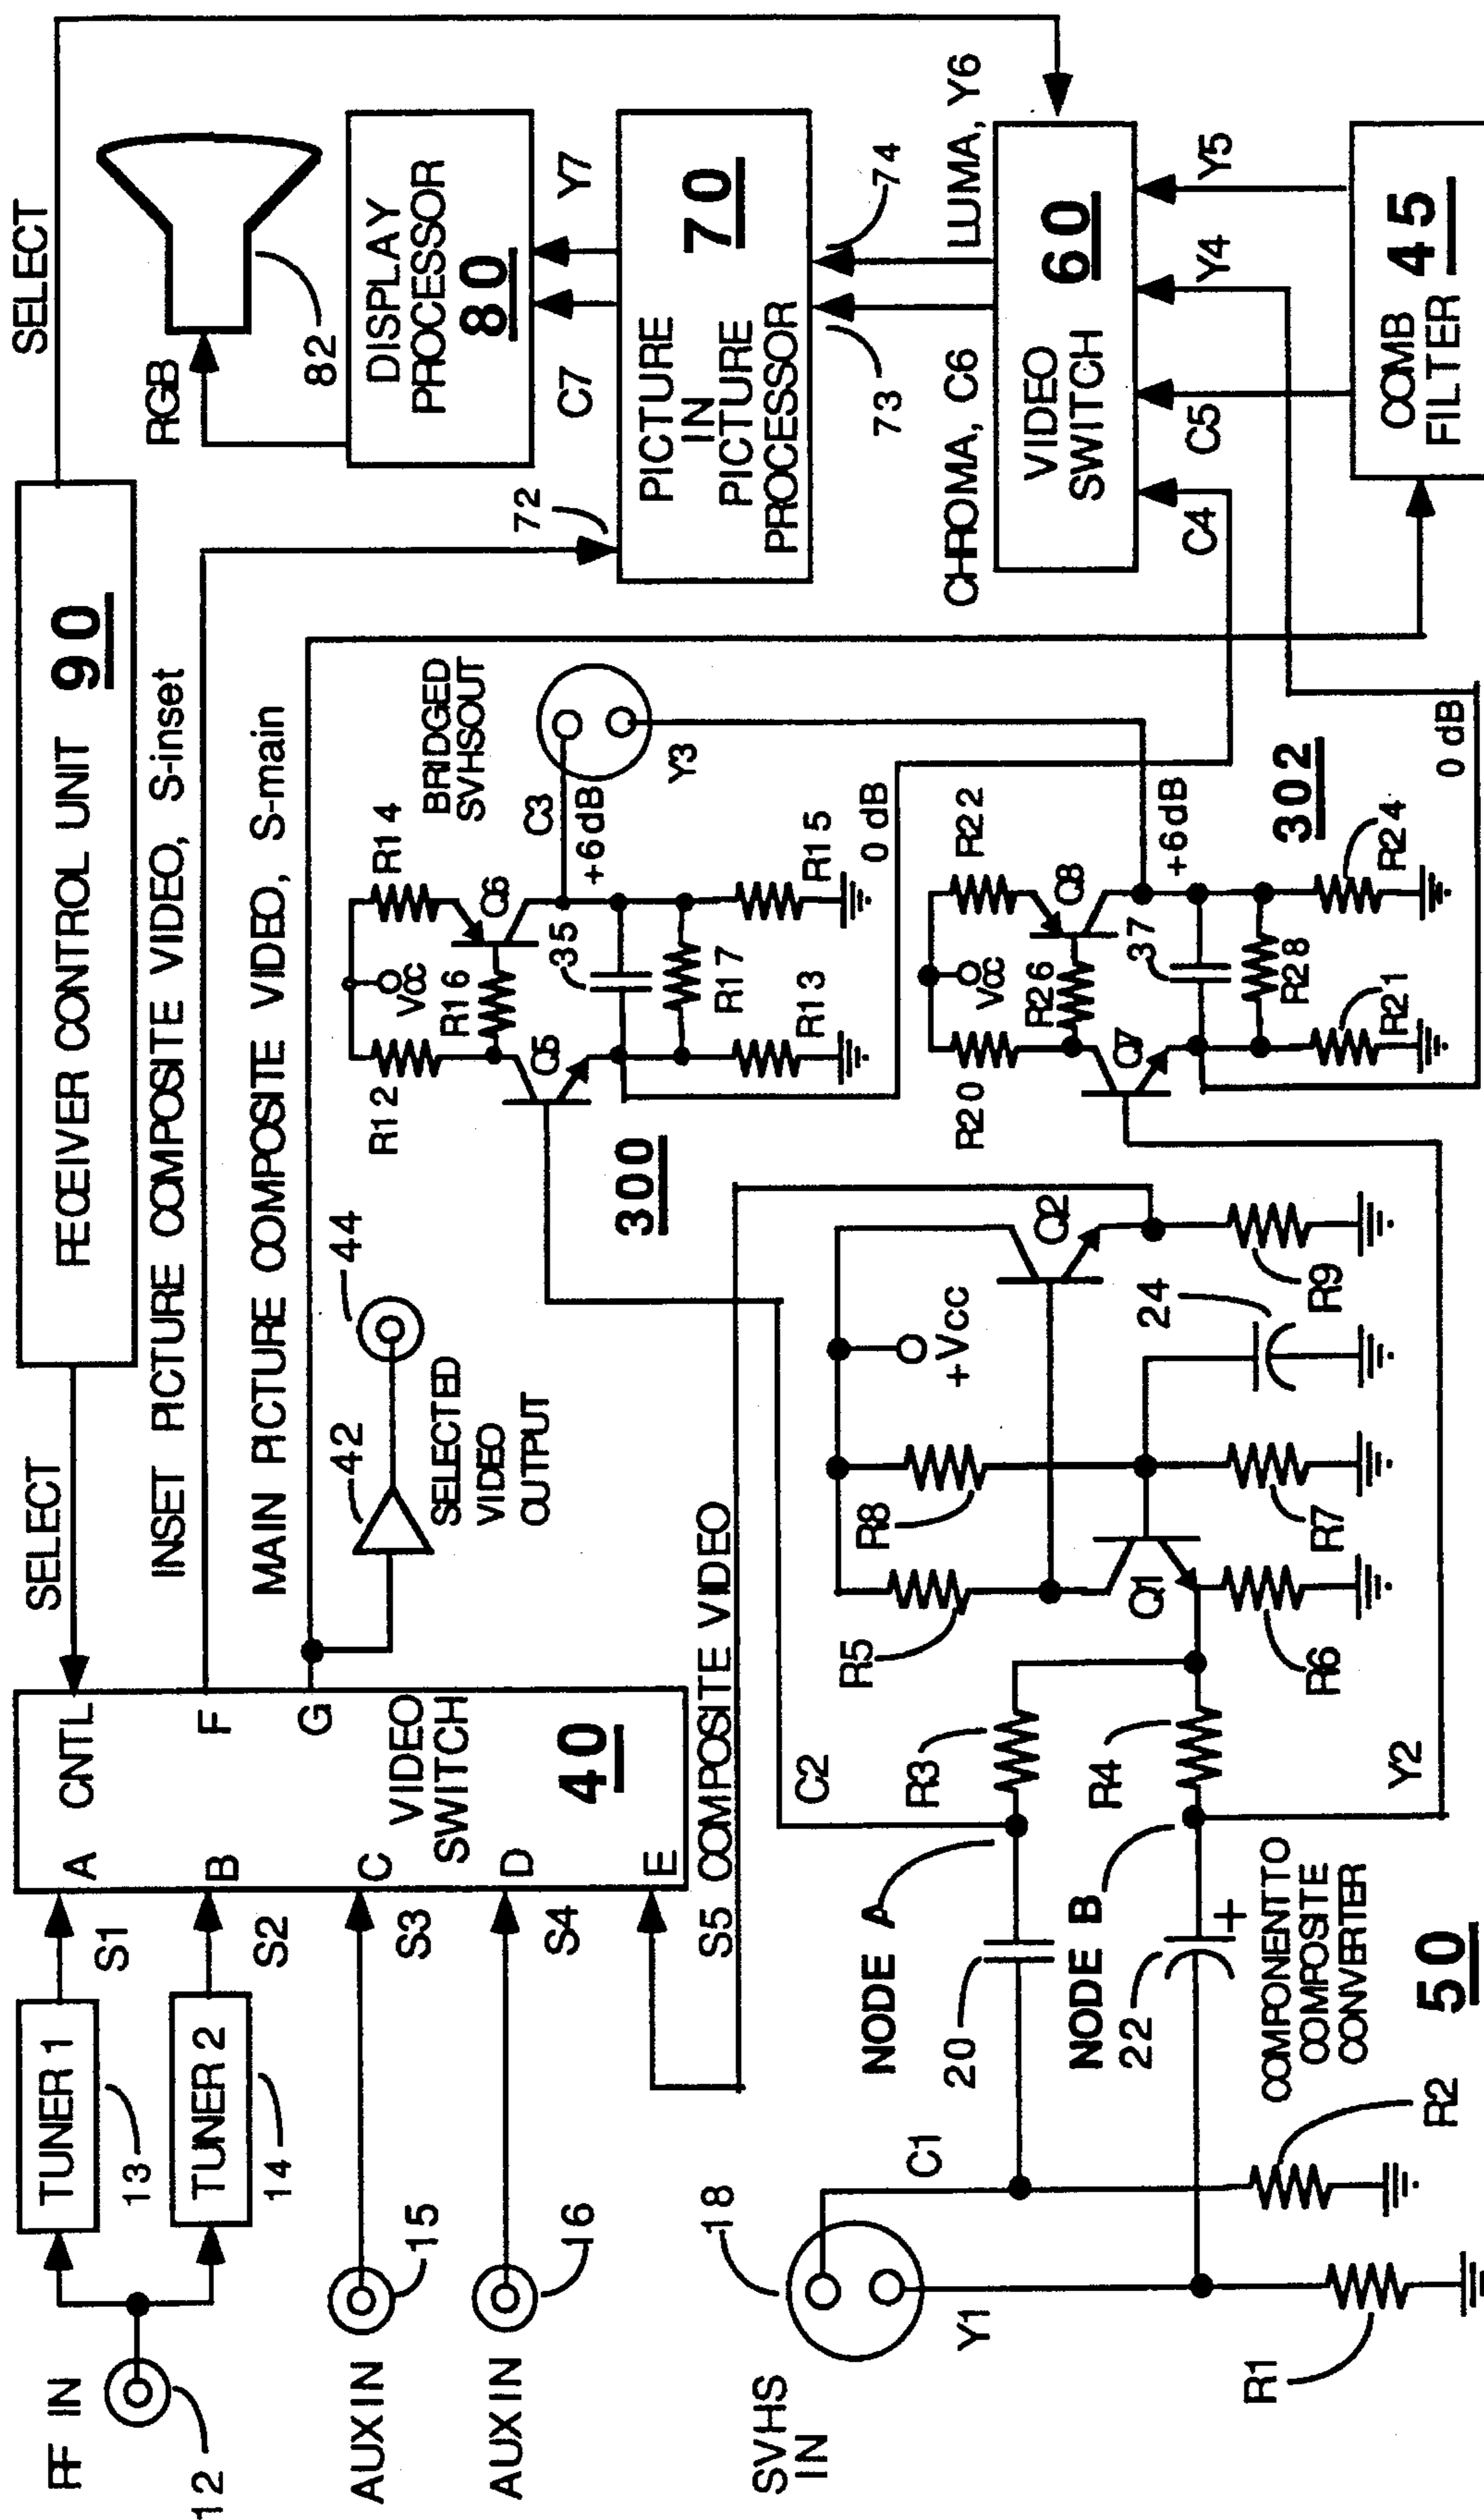 RF IN
12
TUNER 1
13
TUNER 2
14
S1
S2
AUX IN
15
S3
AUX IN
16
S4
SELECT
A
CNTL
B
F
G
C
VIDEO
SWITCH
D
40
E
S5 COMPOSITE VIDEO
RECEIVER CONTROL UNIT
90
SELECT
INSET PICTURE COMPOSITE VIDEO, S-inset
MAIN PICTURE COMPOSITE VIDEO, S-main
42
44
SELECTED
VIDEO
OUTPUT
RGB
82
DISPLAY
PROCESSOR
80
C7
Y7
72
PICTURE
IN
PICTURE
PROCESSOR
70
73
74
CHROMA, C6
LUMA, Y6
VIDEO
SWITCH
60
C4
C5
Y4
Y5
COMB
FILTER
45
BRIDGED
SVHSOUT
R12
R14
Vcc
R16
Q5
Q6
35
C3
+6dB
R17
R13
R15
0 dB
Y3
300
R20
R22
Vcc
R26
Q7
Q8
37
+6dB
R28
R21
R24
302
0 dB
SVHS
IN
18
C1
Y1
R1
R2
NODE A
20
NODE B
22
+
COMPONENT TO
COMPOSITE
CONVERTER
50
C2
R3
R4
Y2
R5
R8
+Vcc
Q1
Q2
R6
R7
24
R9